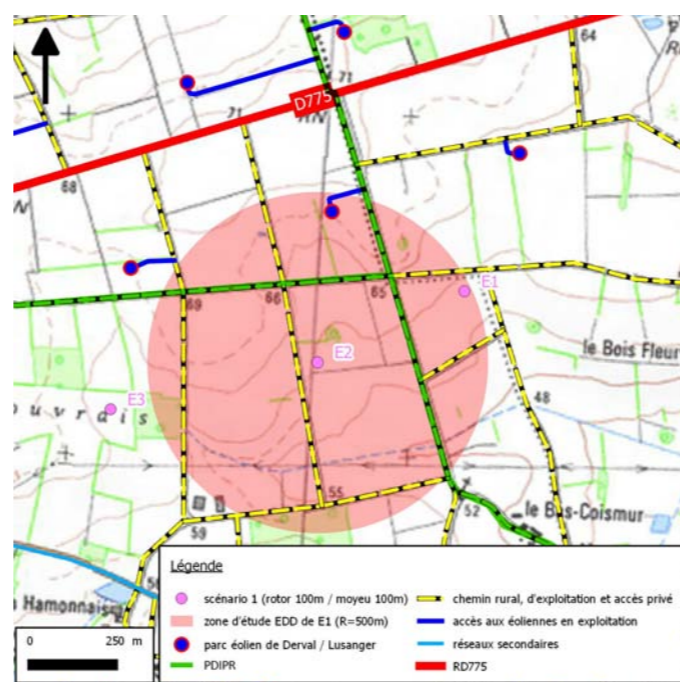 64
71
D775
71
68
E1
65
66
69
le Bois Fleur
E2
E3
48
ouvrais
55
52
59
le Bas-Coismur
Légende
scénario 1 (rotor 100m / moyeu 100m)
chemin rural, d'exploitation et accès privé
zone d'étude EDD de E1 (R=500m)
accès aux éoliennes en exploitation
Hamonnais
parc éolien de Derval / Lusanger
réseaux secondaires
0 250 m
PDIPR
RD775